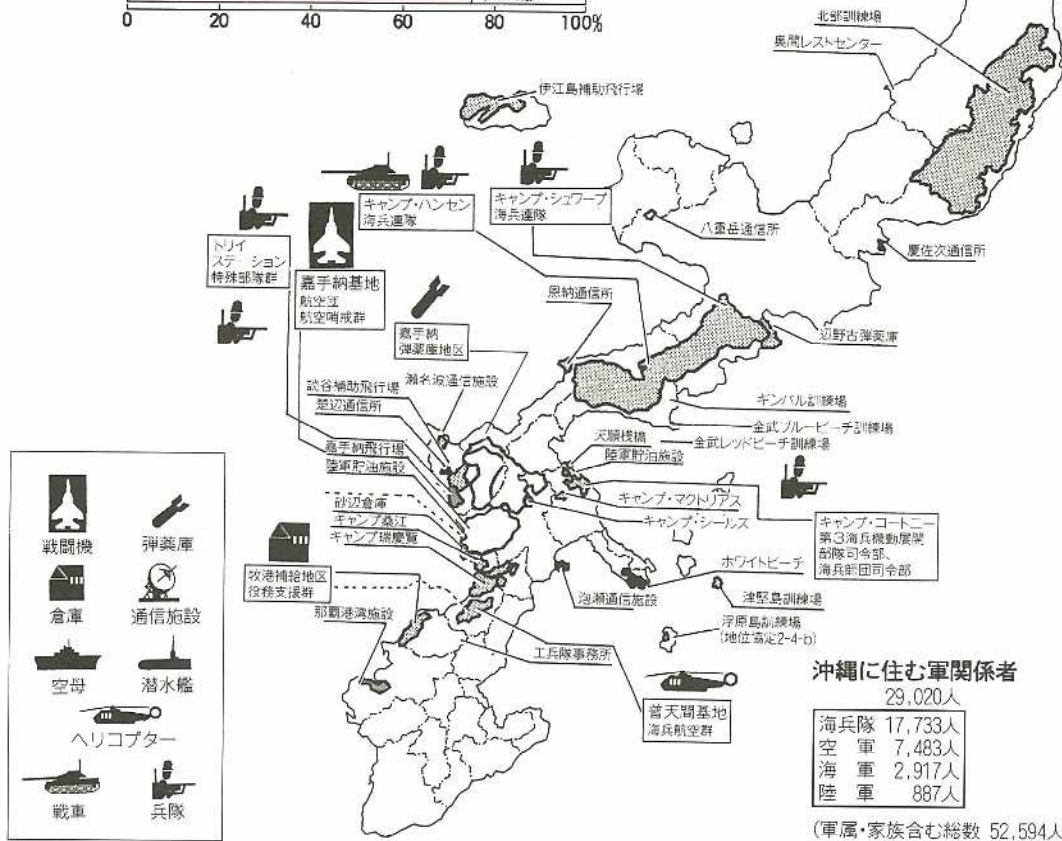 0 20 40 60 80 100%
北部訓練場
奥間レストセンター
伊江島補助飛行場
キャンプ・ハンセン
海兵連隊
キャンプ・シュワーブ
海兵連隊
八重岳通信所
慶佐次通信所
トリイ
ステーション
特殊部隊群
嘉手納基地
航空団
航空哨戒群
恩納通信所
辺野古弾薬庫
嘉手納
弾薬庫地区
瀬名波通信施設
読谷補助飛行場
楚辺通信所
ギンバル訓練場
金武ブルービーチ訓練場
金武レッドビーチ訓練場
天願桟橋
陸軍貯油施設
嘉手納飛行場
陸軍貯油施設
キャンプ・マクトリアス
キャンプ・シールズ
砂辺倉庫
キャンプ桑江
キャンプ瑞慶覧
キャンプ・コートニー
第3海兵機動展開
部隊司令部、
海兵師団司令部
牧港補給地区
役務支援群
那覇港湾施設
ホワイトビーチ
泡瀬通信施設
津堅島訓練場
浮原島訓練場
(地位協定2-4-b)
工兵隊事務所
普天間基地
海兵航空群
戦闘機
弾薬庫
倉庫
通信施設
空母
潜水艦
ヘリコプター
戦車
兵隊
沖縄に住む軍関係者
29,020人
海兵隊 17,733人
空 軍 7,483人
海 軍 2,917人
陸 軍 887人
(軍属・家族含む総数 52,594人